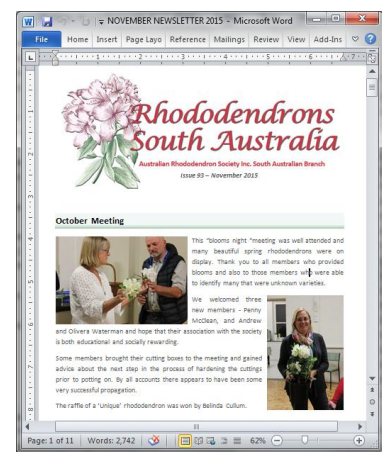 NOVEMBER NEWSLETTER 2015 - Microsoft Word
File Home Insert Page Layo Reference Mailings Review View Add-Ins
Rhododendrons
South Australia
Australian Rhododendron Society Inc. South Australian Branch
Issue 93 – November 2015
October Meeting
This "blooms night "meeting was well attended and
many beautiful spring rhododendrons were on
display. Thank you to all members who provided
blooms and also to those members who were able
to identify many that were unknown varieties.
We welcomed three
new members - Penny
McClean, and Andrew
and Olivera Waterman and hope that their association with the society
is both educational and socially rewarding.
Some members brought their cutting boxes to the meeting and gained
advice about the next step in the process of hardening the cuttings
prior to potting on. By all accounts there appears to have been some
very successful propagation.
The raffle of a 'Unique' rhododendron was won by Belinda Cullum.
Page: 1 of 11 Words: 2,742 62%